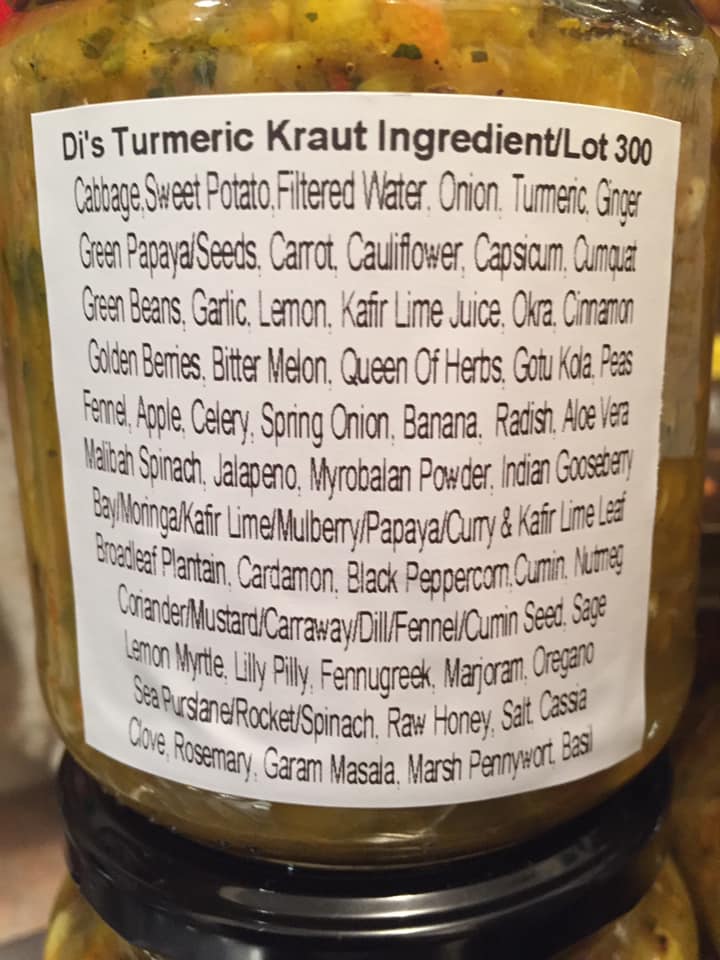 Di's Turmeric Kraut Ingredient/Lot 300
Cabbage,Sweet Potato,Filtered Water, Onion, Turmeric, Ginger
Green Papaya/Seeds, Carrot, Cauliflower, Capsicum, Cumquat
Green Beans, Garlic, Lemon, Kafir Lime Juice, Okra, Cinnamon
Golden Berries, Bitter Melon, Queen Of Herbs, Gotu Kola, Peas
Fennel, Apple, Celery, Spring Onion, Banana, Radish, Aloe Vera
Malibah Spinach, Jalapeno, Myrobalan Powder, Indian Gooseberry
Bay/Moringa/Kafir Lime/Mulberry/Papaya/Curry & Kafir Lime Leaf
Broadleaf Plantain, Cardamon, Black Peppercorn,Cumin, Nutmeg
Coriander/Mustard/Carraway/Dill/Fennel/Cumin Seed, Sage
Lemon Myrtle, Lilly Pilly, Fennugreek, Marjoram, Oregano
Sea Purslane/Rocket/Spinach, Raw Honey, Salt, Cassia
Clove, Rosemary, Garam Masala, Marsh Pennywort, Basil